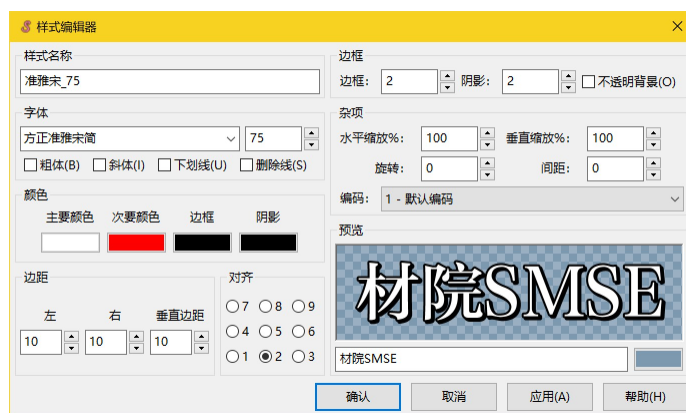 样式编辑器
样式名称
准雅宋_75
字体
方正准雅宋简
75
粗体(B) 斜体(I) 下划线(U) 删除线(S)
颜色
主要颜色 次要颜色 边框 阴影
边距
左 右 垂直边距
10 10 10
对齐
7 8 9
4 5 6
1 2 3
边框
边框: 2 阴影: 2 不透明背景(O)
杂项
水平缩放%: 100 垂直缩放%: 100
旋转: 0 间距: 0
编码: 1 - 默认编码
预览
材院SMSE
材院SMSE
确认 取消 应用(A) 帮助(H)